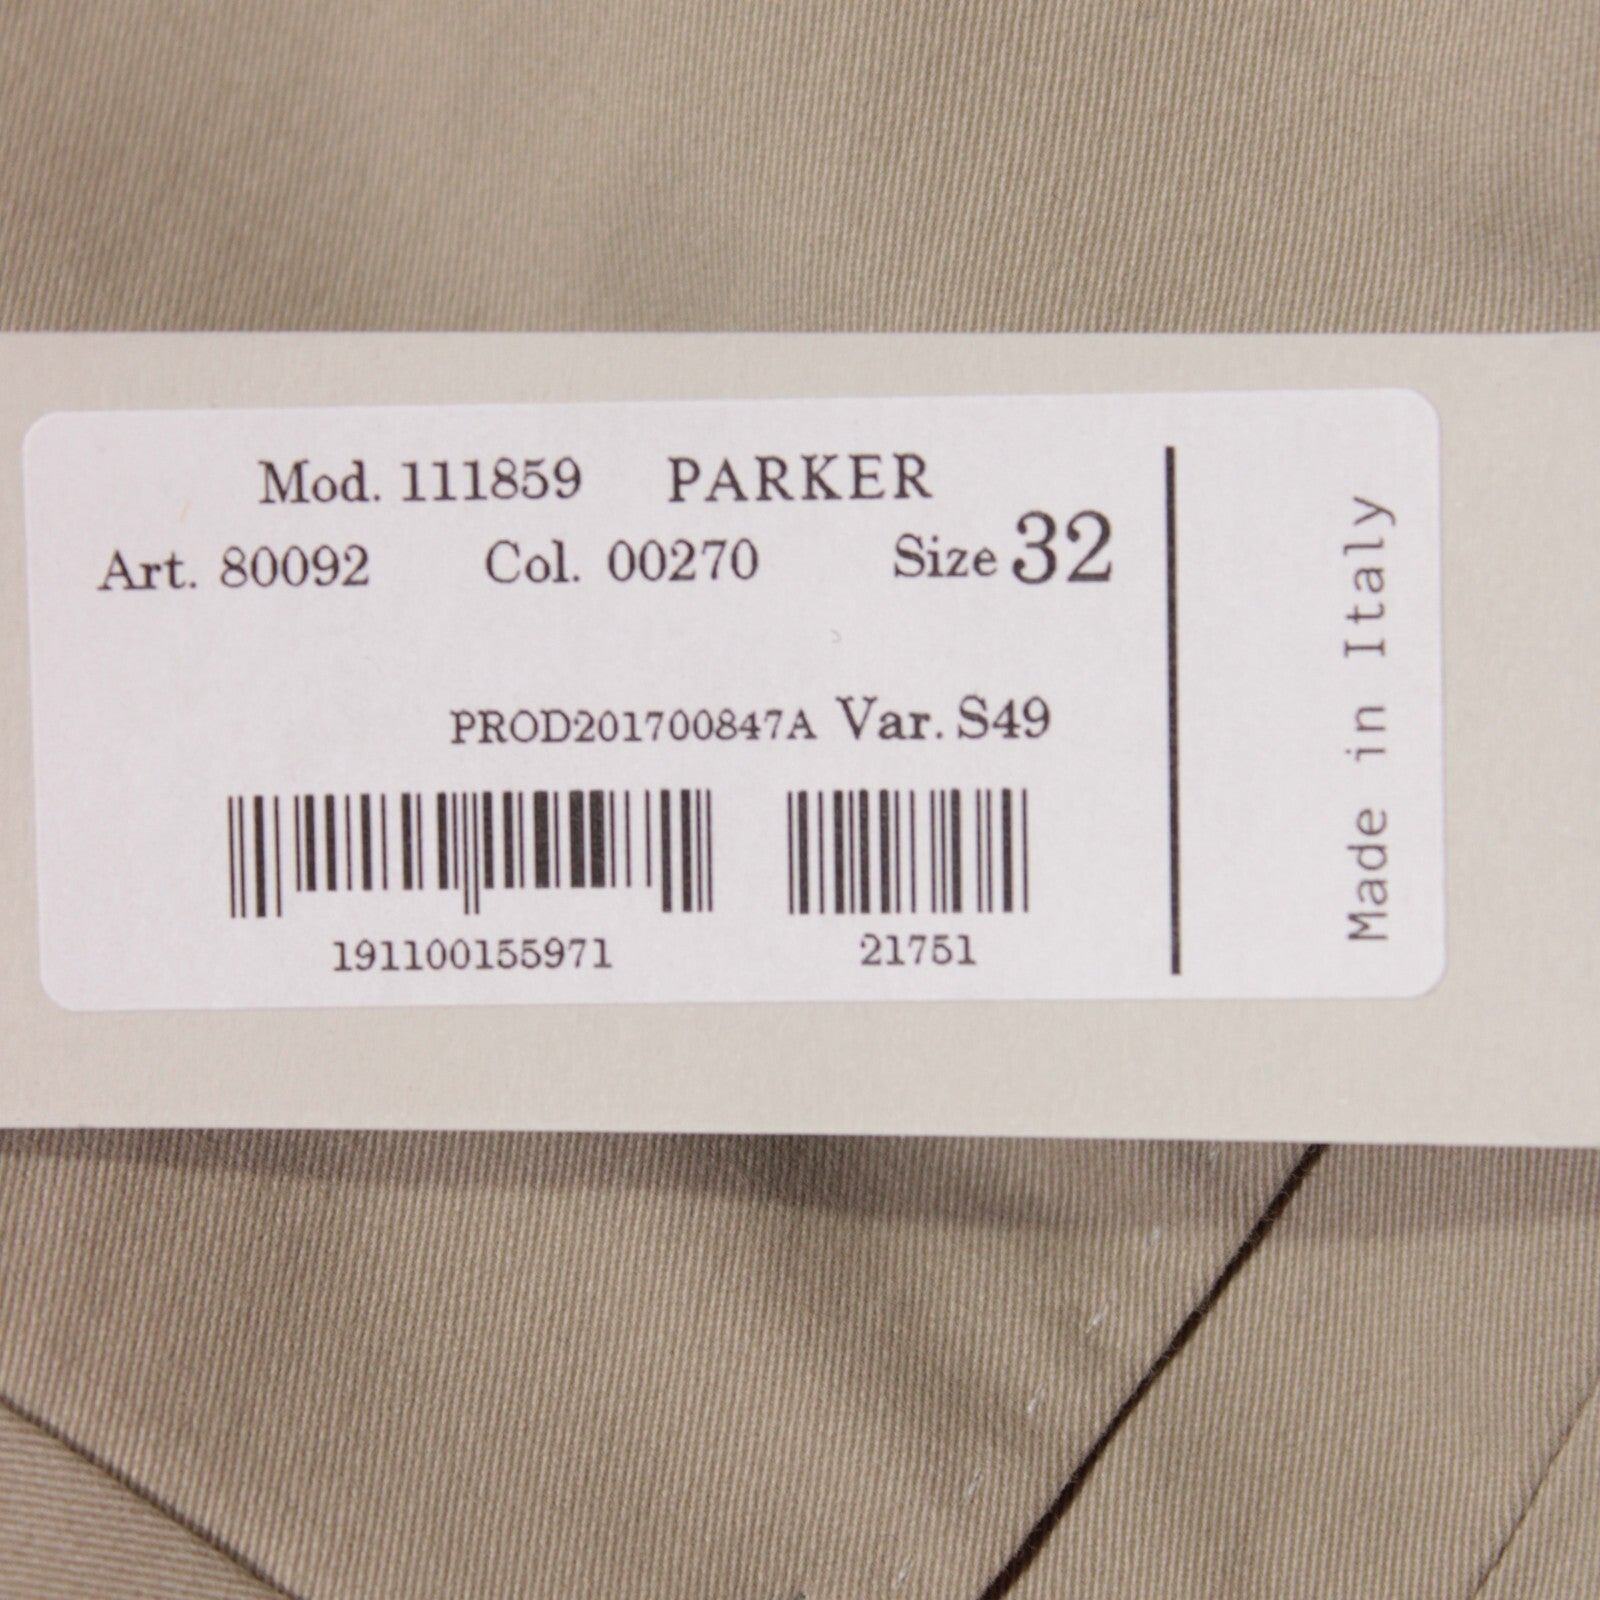 Mod. 111859 PARKER
Art. 80092 Col. 00270 Size 32
PROD201700847A Var. S49
191100155971 21751
Made in Italy